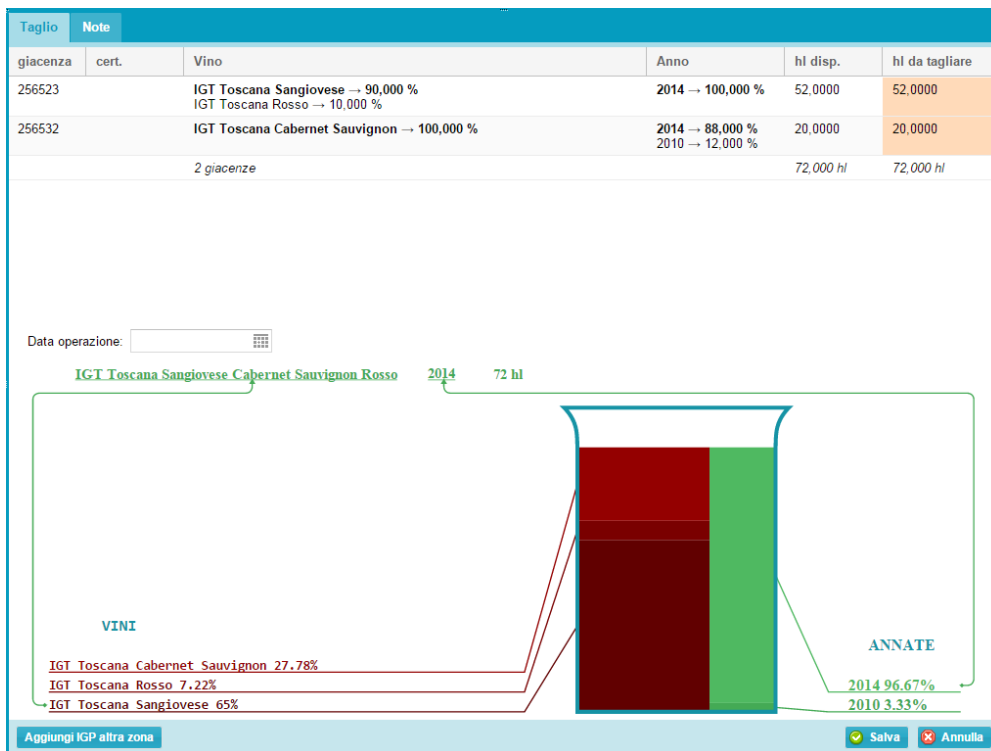 Taglio Note
giacenza cert. Vino Anno hl disp. hl da tagliare
256523 IGT Toscana Sangiovese → 90,000 % 2014 → 100,000 % 52,0000 52,0000
IGT Toscana Rosso → 10,000 %
256532 IGT Toscana Cabernet Sauvignon → 100,000 % 2014 → 88,000 % 20,0000 20,0000
2010 → 12,000 %
2 giacenze 72,000 hl 72,000 hl
Data operazione:
IGT Toscana Sangiovese Cabernet Sauvignon Rosso 2014 72 hl
VINI
ANNATE
IGT Toscana Cabernet Sauvignon 27.78%
IGT Toscana Rosso 7.22% 2014 96.67%
IGT Toscana Sangiovese 65% 2010 3.33%
Aggiungi IGP altra zona Salva Annulla